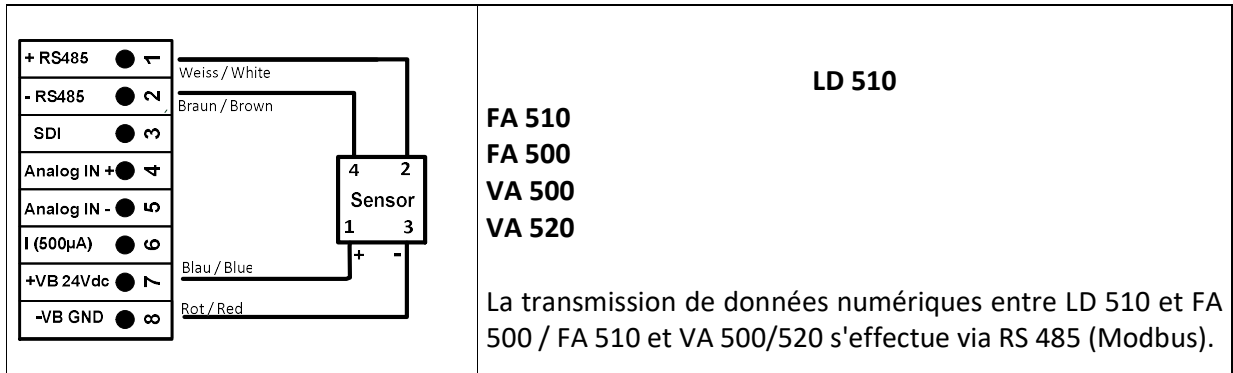 + RS485 1
- RS485 2
SDI 3
Analog IN + 4
Analog IN - 5
I (500µA) 6
+VB 24Vdc 7
-VB GND 8
Weiss / White
Braun / Brown
4 2
Sensor
1 3
+ -
Blau / Blue
Rot / Red
LD 510
FA 510
FA 500
VA 500
VA 520
La transmission de données numériques entre LD 510 et FA
500 / FA 510 et VA 500/520 s'effectue via RS 485 (Modbus).